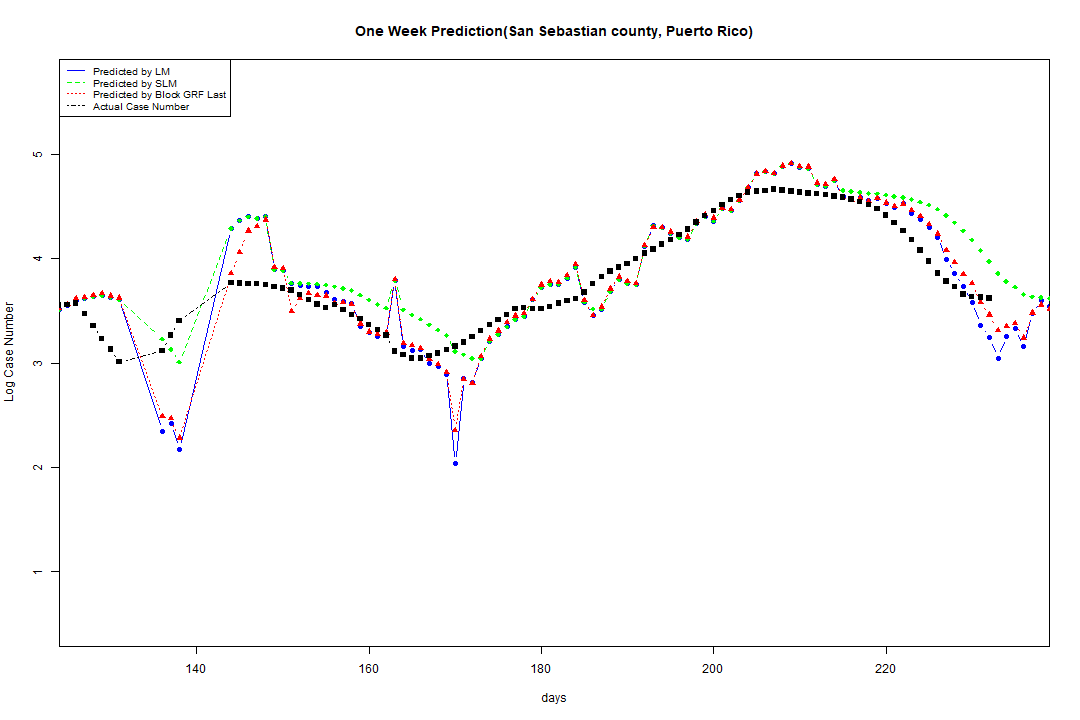 One Week Prediction(San Sebastian county, Puerto Rico)
Predicted by LM
Predicted by SLM
Predicted by Block GRF Last
Actual Case Number
5
4
3
2
1
Log Case Number
140 160 180 200 220
days